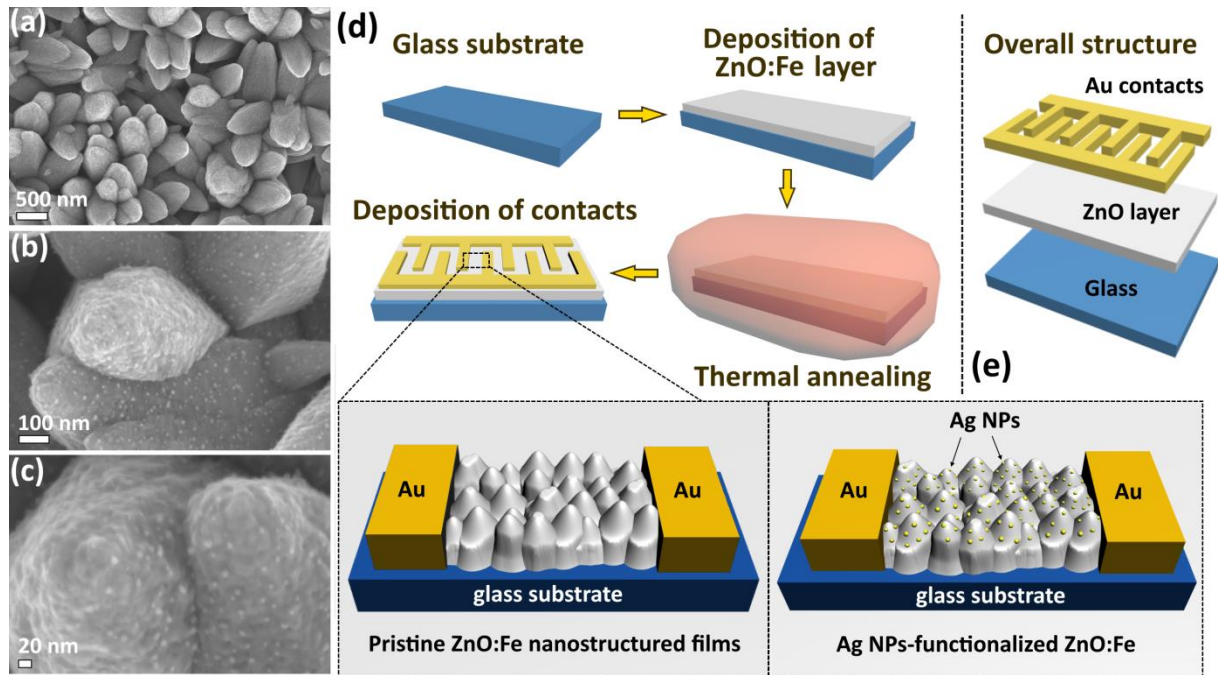 (a)
500 nm
(b)
100 nm
(c)
20 nm
(d)
Glass substrate
Deposition of
ZnO:Fe layer
Deposition of contacts
Thermal annealing
Overall structure
Au contacts
ZnO layer
Glass
(e)
Au
Au
glass substrate
Pristine ZnO:Fe nanostructured films
Ag NPs
Au
Au
glass substrate
Ag NPs-functionalized ZnO:Fe